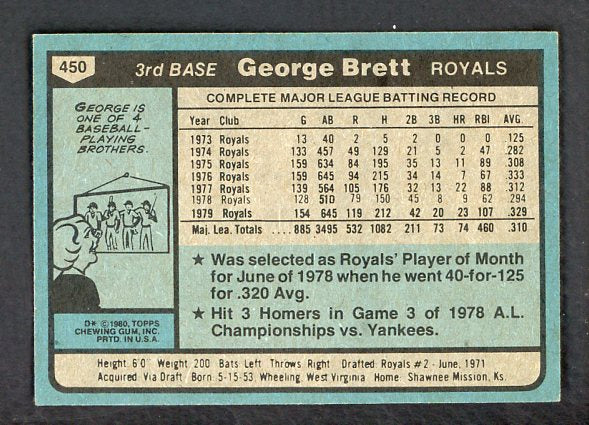 450
3rd BASE George Brett ROYALS
GEORGE IS
ONE OF 4
BASEBALL-
PLAYING
BROTHERS.
COMPLETE MAJOR LEAGUE BATTING RECORD
Year Club G AB R H 2B 3B HR RBI AVG.
1973 Royals 13 40 2 5 2 0 0 0 .125
1974 Royals 133 457 49 129 21 5 2 47 .282
1975 Royals 159 634 84 195 35 13 11 89 .308
1976 Royals 159 645 94 215 34 14 7 67 .333
1977 Royals 139 564 105 176 32 13 22 88 .312
1978 Royals 128 510 79 150 45 8 9 62 .294
1979 Royals 154 645 119 212 42 20 23 107 .329
Maj. Lea. Totals ....885 3495 532 1082 211 73 74 460 .310
★ Was selected as Royals' Player of Month
for June of 1978 when he went 40-for-125
for .320 Avg.
★ Hit 3 Homers in Game 3 of 1978 A.L.
Championships vs. Yankees.
D* © 1980, TOPPS
CHEWING GUM, INC.
PRTD. IN U.S.A.
Height 6'0" Weight 200 Bats Left Throws Right Drafted: Royals #2 - June, 1971
Acquired Via Draft Born 5-15-53 Wheeling, West Virginia Home: Shawnee Mission, Ks.